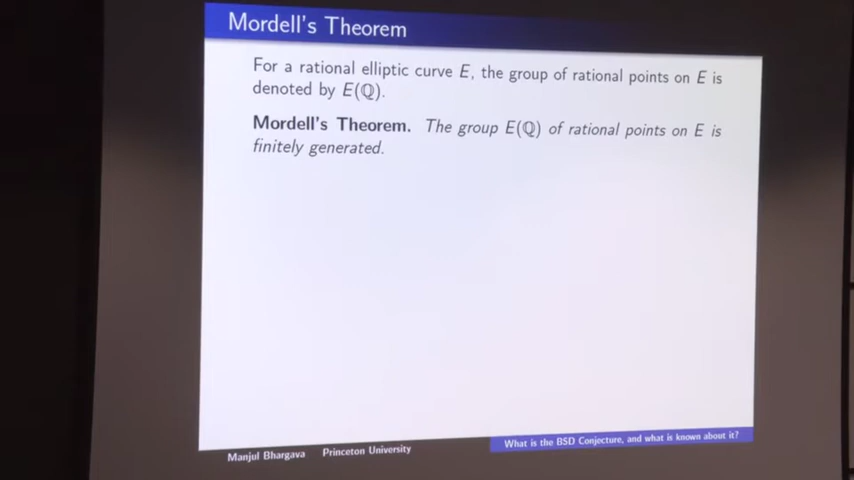 Mordell's Theorem
For a rational elliptic curve E, the group of rational points on E is
denoted by E(ℚ).
Mordell's Theorem. The group E(ℚ) of rational points on E is
finitely generated.
Manjul Bhargava Princeton University
What is the BSD Conjecture, and what is known about it?